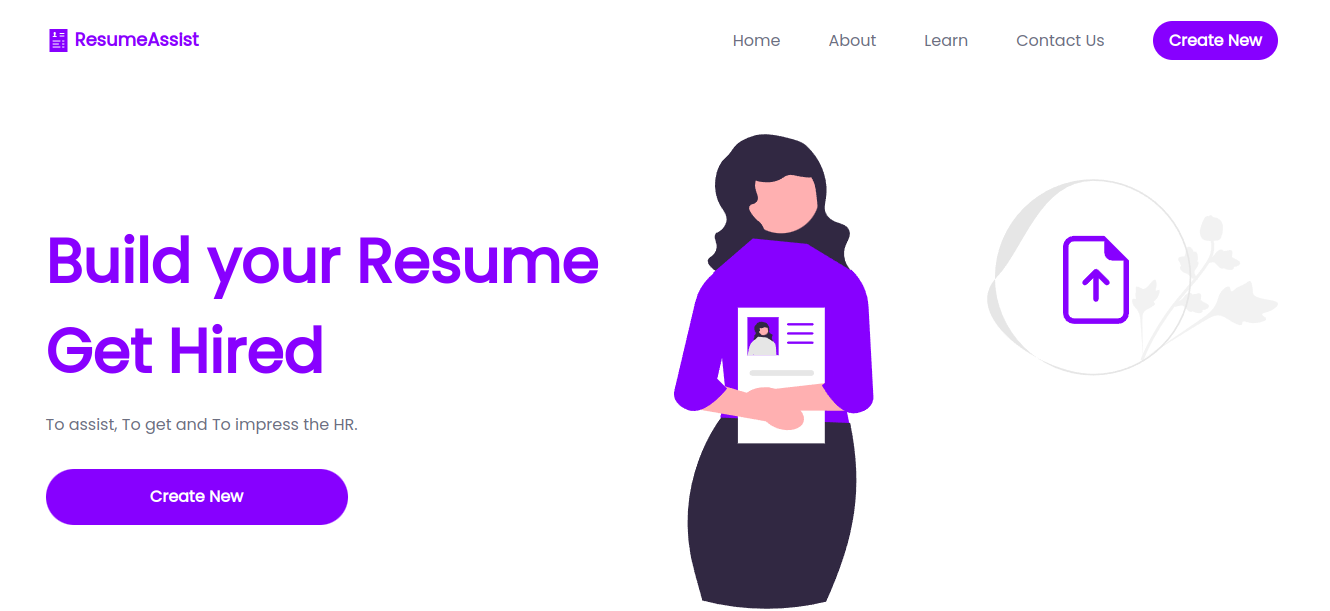 ResumeAssist
Home About Learn Contact Us Create New
Build your Resume
Get Hired
To assist, To get and To impress the HR.
Create New